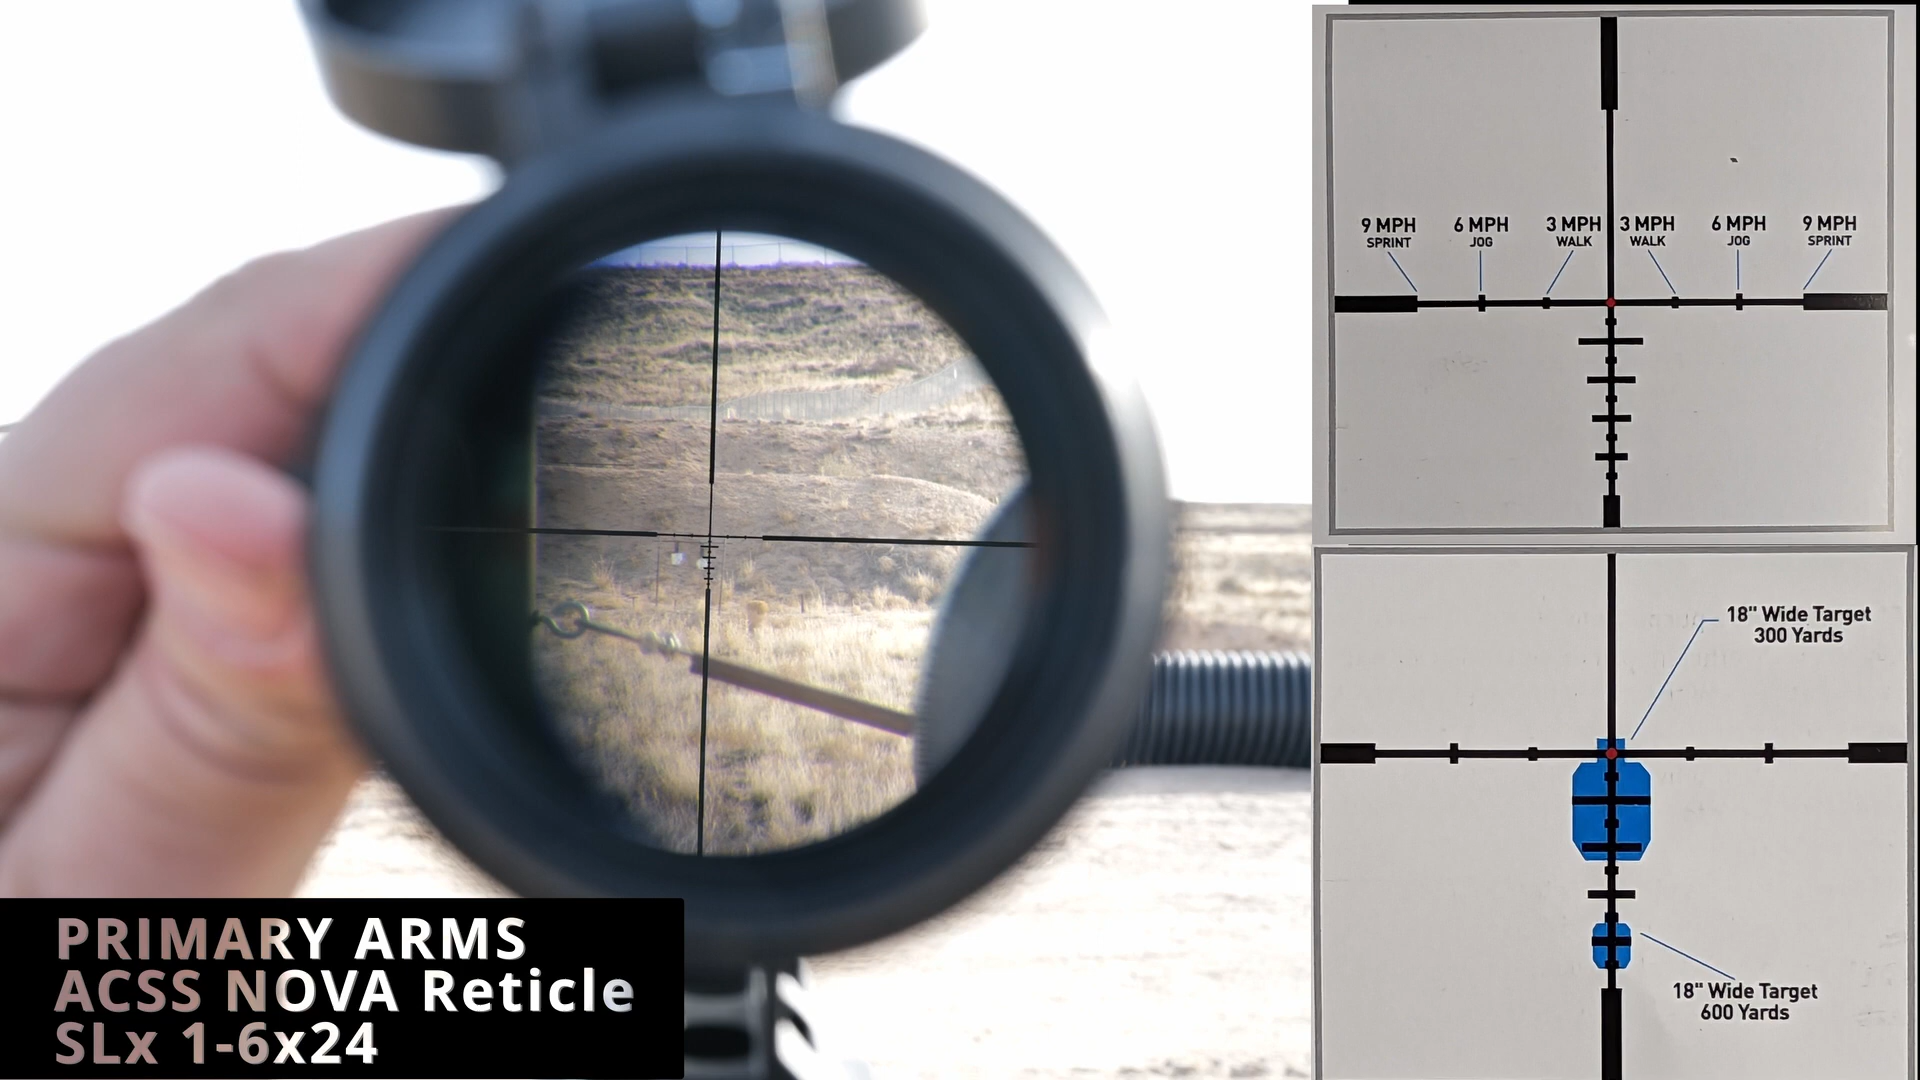 9 MPH
SPRINT
6 MPH
JOG
3 MPH
WALK
3 MPH
WALK
6 MPH
JOG
9 MPH
SPRINT
18" Wide Target
300 Yards
18" Wide Target
600 Yards
PRIMARY ARMS
ACSS NOVA Reticle
SLx 1-6x24